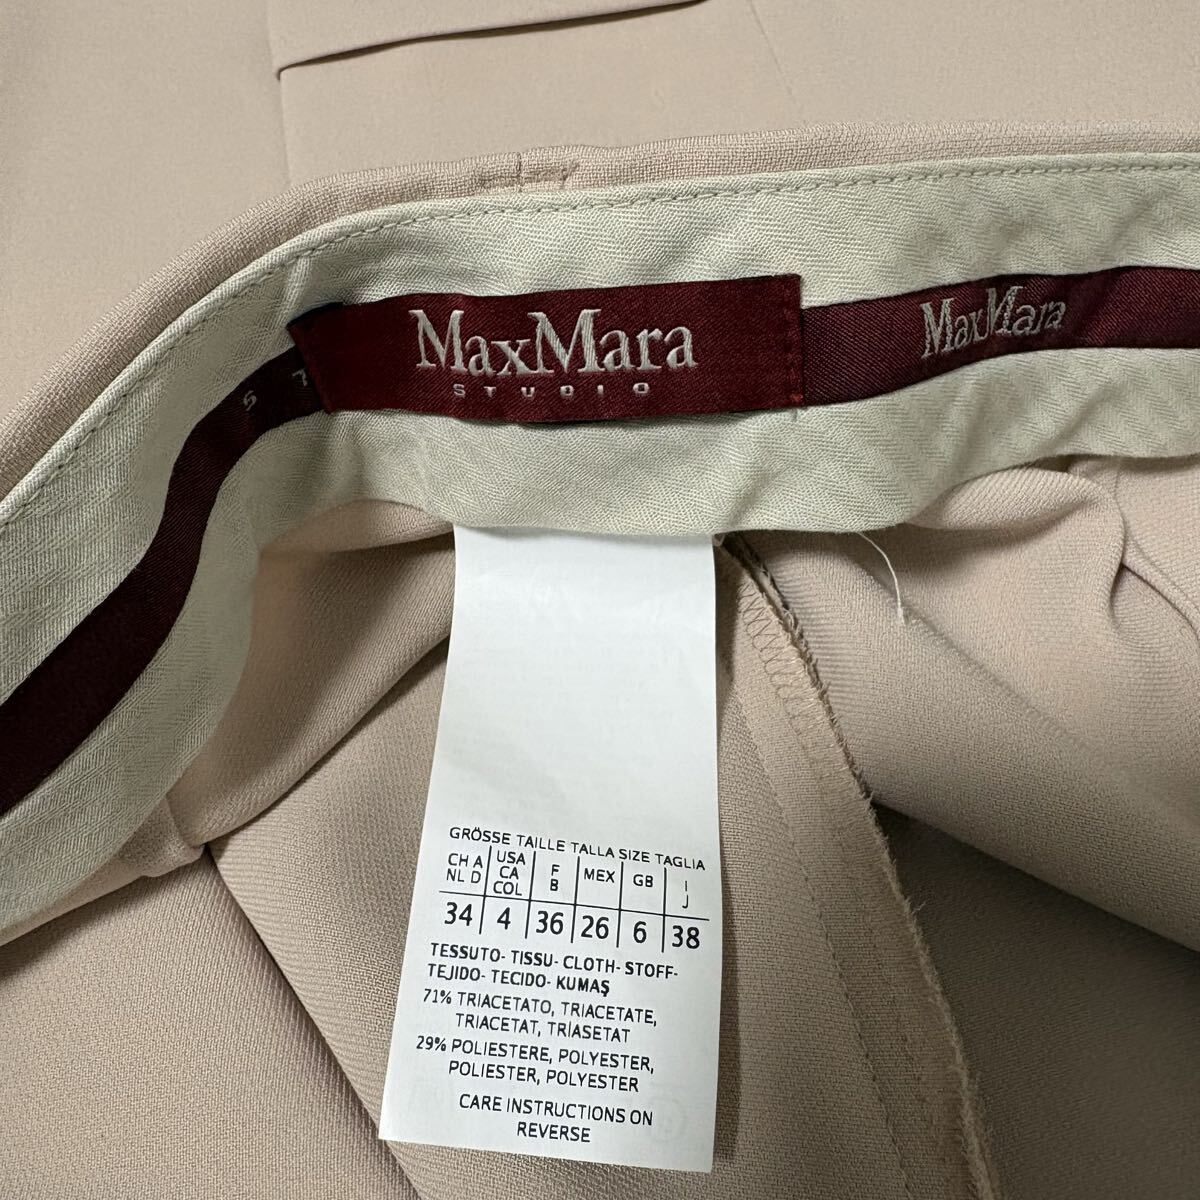 MaxMara
STUDIO
MaxMara
GRÖSSE TAILLE TALLA SIZE TAGLIA
CH A NL D USA CA COL F B MEX GB I J
34 4 36 26 6 38
TESSUTO- TISSU- CLOTH- STOFF-
TEJIDO- TECIDO- KUMAŞ
71% TRIACETATO, TRIACETATE,
TRIACETAT, TRİASETAT
29% POLIESTERE, POLYESTER,
POLIESTER, POLYESTER
CARE INSTRUCTIONS ON
REVERSE